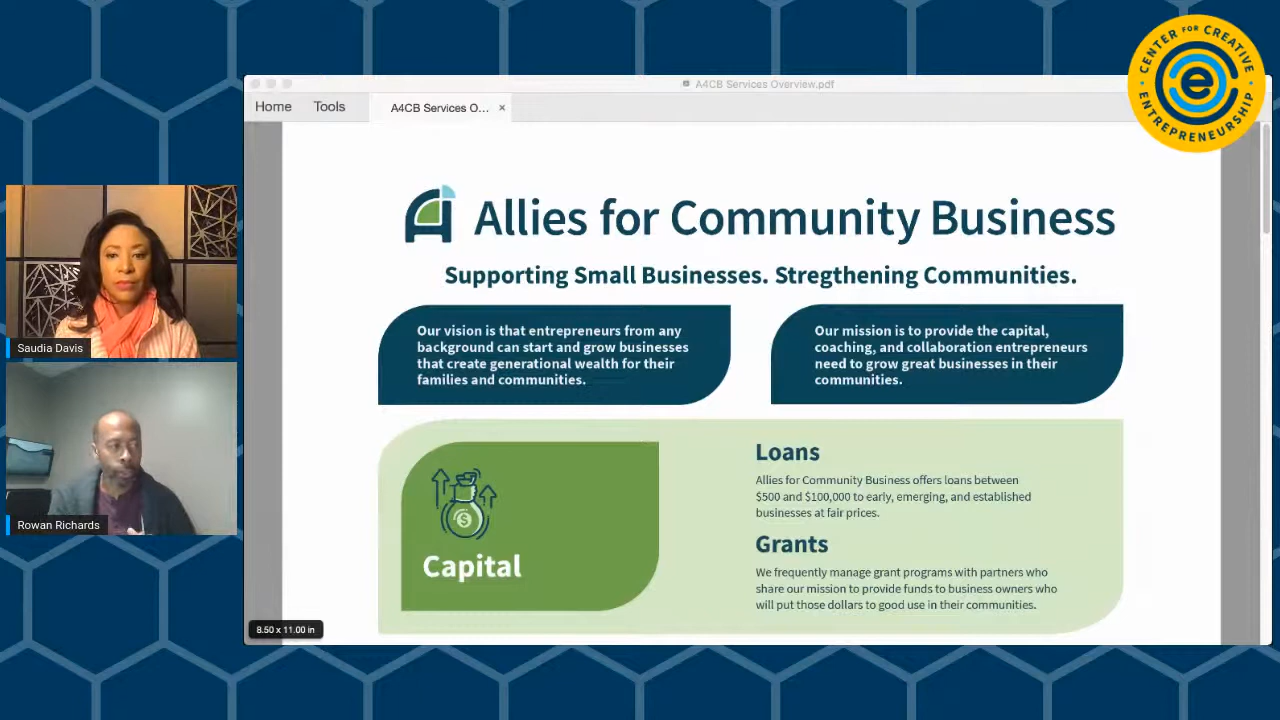 CENTER FOR CREATIVE
ENTREPRENEURSHIP
e
A4CB Services Overview.pdf
Home
Tools
A4CB Services O... ×
Allies for Community Business
Supporting Small Businesses. Stregthening Communities.
Our vision is that entrepreneurs from any
background can start and grow businesses
that create generational wealth for their
families and communities.
Our mission is to provide the capital,
coaching, and collaboration entrepreneurs
need to grow great businesses in their
communities.
$
Capital
Loans
Allies for Community Business offers loans between
$500 and $100,000 to early, emerging, and established
businesses at fair prices.
Grants
We frequently manage grant programs with partners who
share our mission to provide funds to business owners who
will put those dollars to good use in their communities.
8.50 x 11.00 in
Saudia Davis
Rowan Richards